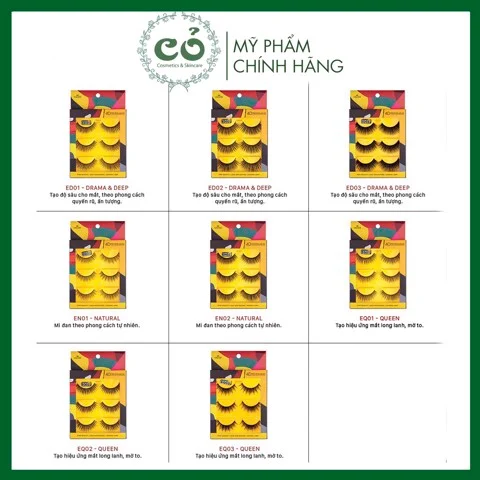 CỎ
Cosmetics & Skincare
MỸ PHẨM
CHÍNH HÃNG
ED01 - DRAMA & DEEP
Tạo độ sâu cho mắt, theo phong cách
quyến rũ, ấn tượng.
ED02 - DRAMA & DEEP
Tạo độ sâu cho mắt, theo phong cách
quyến rũ, ấn tượng.
ED03 - DRAMA & DEEP
Tạo độ sâu cho mắt, theo phong cách
quyến rũ, ấn tượng.
EN01 - NATURAL
Mi đan theo phong cách tự nhiên.
EN02 - NATURAL
Mi đan theo phong cách tự nhiên.
EQ01 - QUEEN
Tạo hiệu ứng mắt long lanh, mơ to.
EQ02 - QUEEN
Tạo hiệu ứng mắt long lanh, mơ to.
EQ03 - QUEEN
Tạo hiệu ứng mắt long lanh, mơ to.